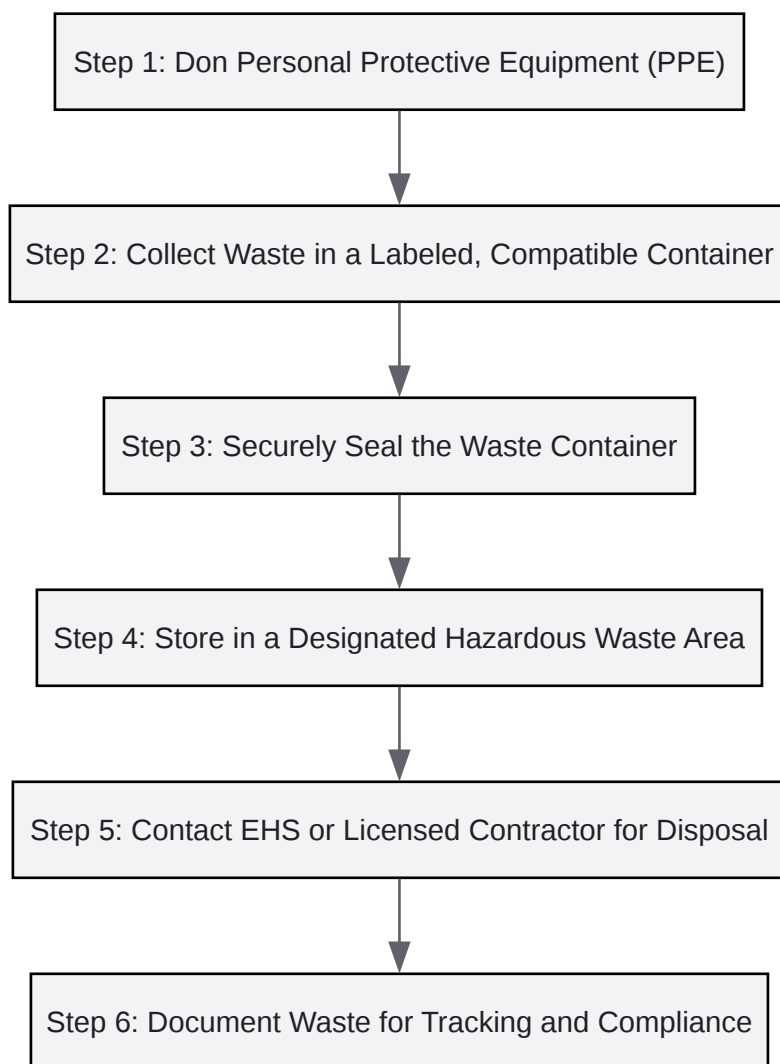 Step 1: Don Personal Protective Equipment (PPE)
Step 2: Collect Waste in a Labeled, Compatible Container
Step 3: Securely Seal the Waste Container
Step 4: Store in a Designated Hazardous Waste Area
Step 5: Contact EHS or Licensed Contractor for Disposal
Step 6: Document Waste for Tracking and Compliance